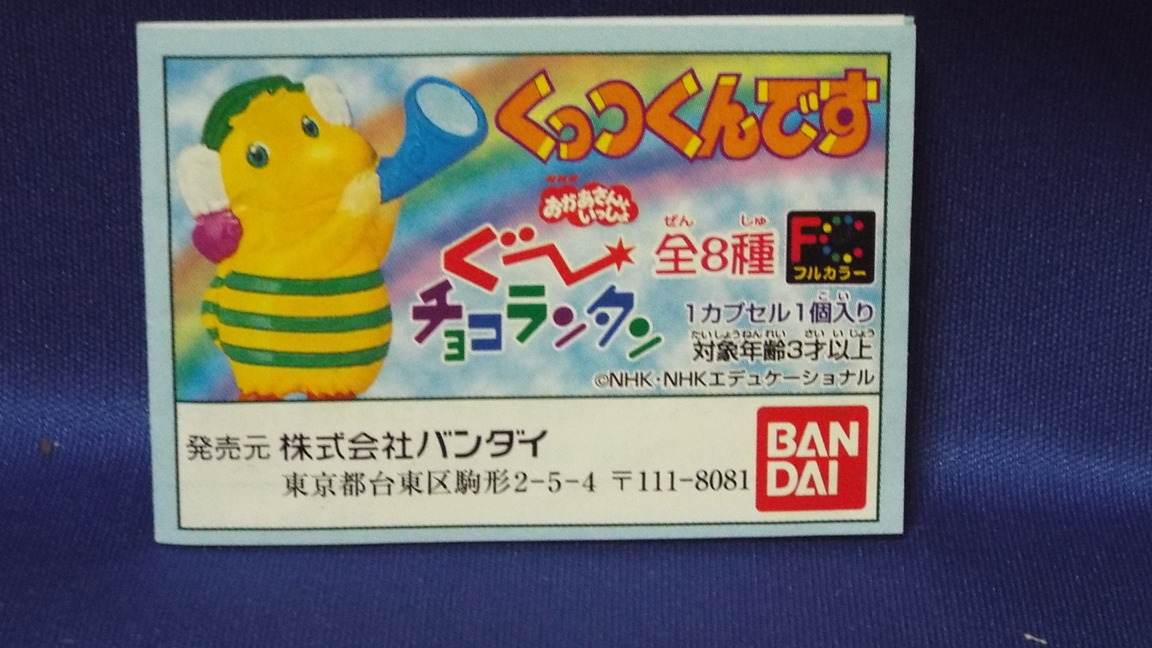 くっつくんです
NHK
おかあさんと
いっしょ
ぐ〜
チョコランタン
ぜん しゅ
全8種
FC
フルカラー
こい
1カプセル1個入り
たいしょうねんれい さいいじょう
対象年齢3才以上
©NHK・NHKエデュケーショナル
発売元 株式会社バンダイ
東京都台東区駒形2-5-4 〒111-8081
BAN
DAI